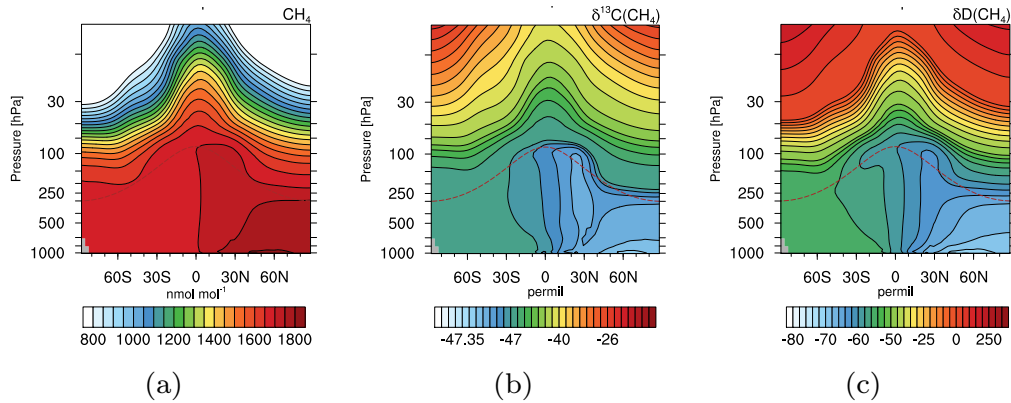 CH₄
Pressure [hPa]
30
100
250
500
1000
60S 30S 0 30N 60N
nmol mol⁻¹
800 1000 1200 1400 1600 1800
(a)
δ¹³C(CH₄)
Pressure [hPa]
30
100
250
500
1000
60S 30S 0 30N 60N
permil
-47.35 -47 -40 -26
(b)
δD(CH₄)
Pressure [hPa]
30
100
250
500
1000
60S 30S 0 30N 60N
permil
-80 -70 -60 -50 -25 0 250
(c)